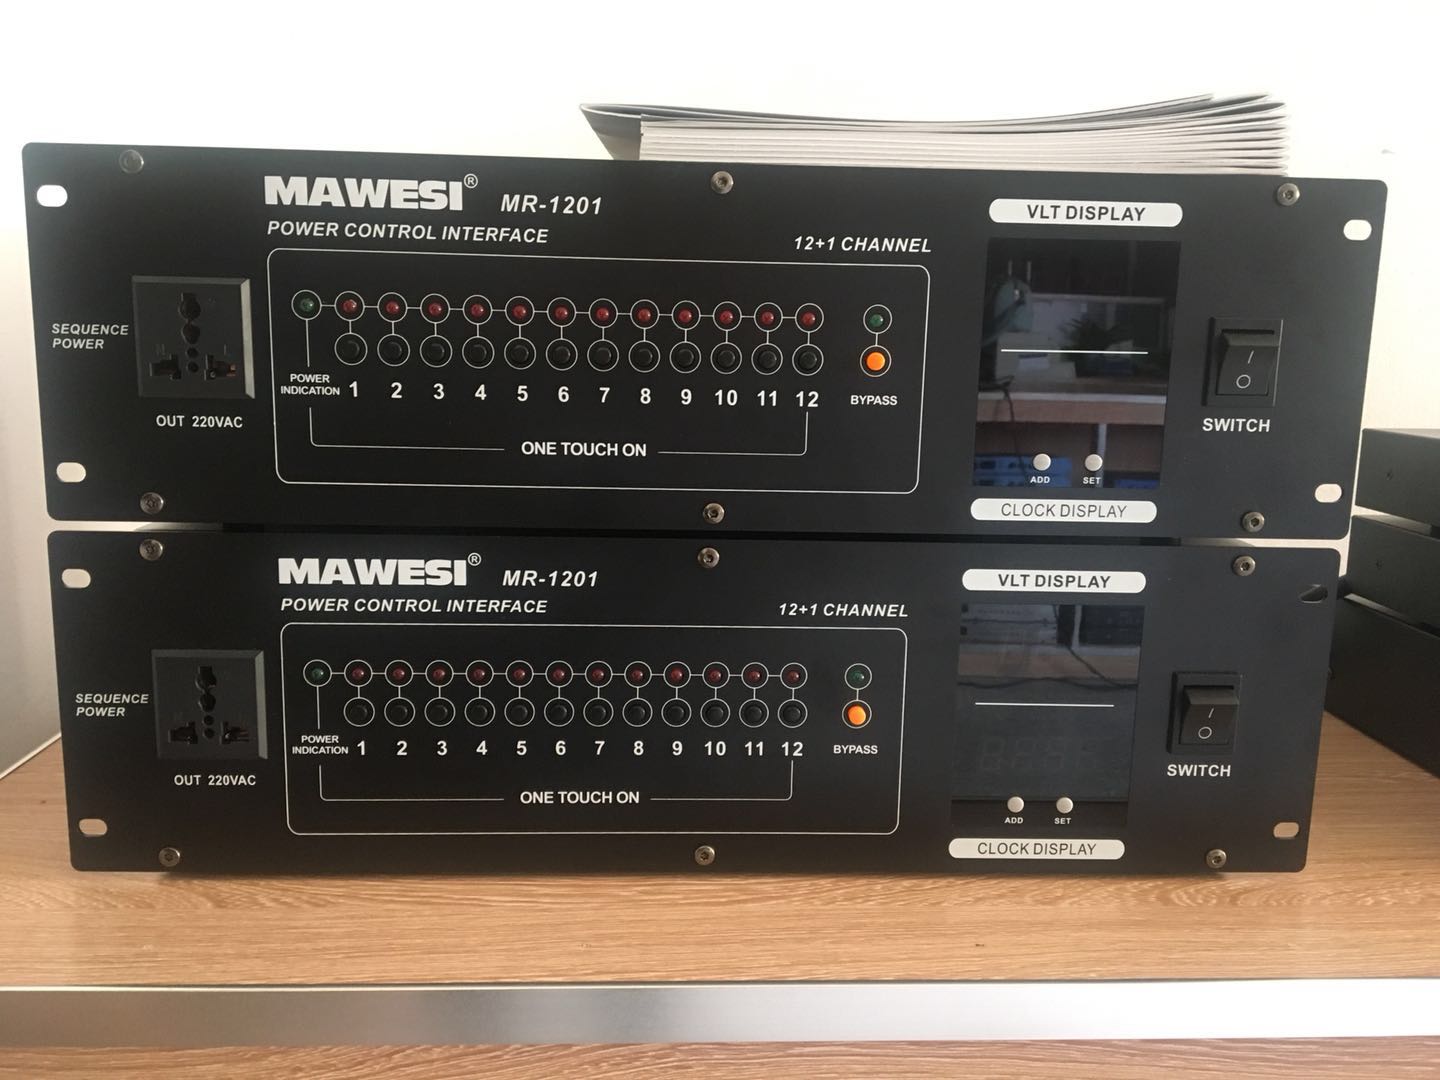 MAWESI® MR-1201
POWER CONTROL INTERFACE
12+1 CHANNEL
VLT DISPLAY
SEQUENCE
POWER
OUT 220VAC
POWER
INDICATION 1 2 3 4 5 6 7 8 9 10 11 12
BYPASS
ONE TOUCH ON
ADD SET
CLOCK DISPLAY
I
O
SWITCH
MAWESI® MR-1201
POWER CONTROL INTERFACE
12+1 CHANNEL
VLT DISPLAY
SEQUENCE
POWER
OUT 220VAC
POWER
INDICATION 1 2 3 4 5 6 7 8 9 10 11 12
BYPASS
ONE TOUCH ON
ADD SET
CLOCK DISPLAY
I
O
SWITCH